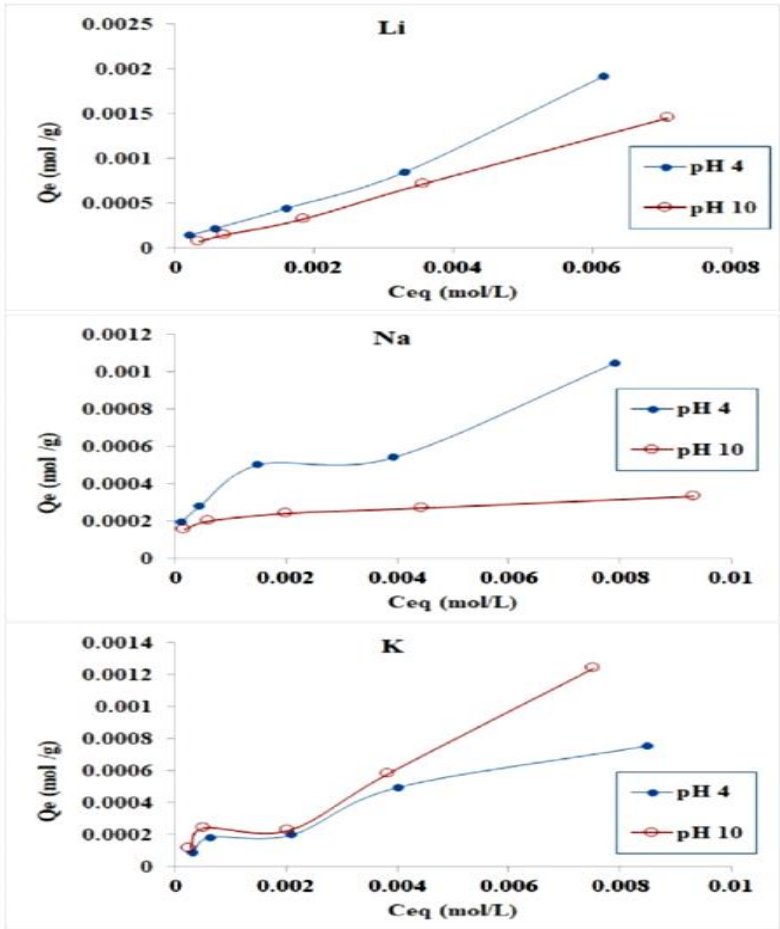 Li
0.0025
0.002
0.0015
0.001
0.0005
0
Qe (mol /g)
0 0.002 0.004 0.006 0.008
Ceq (mol/L)
pH 4
pH 10
Na
0.0012
0.001
0.0008
0.0006
0.0004
0.0002
0
Qe (mol /g)
0 0.002 0.004 0.006 0.008 0.01
Ceq (mol/L)
pH 4
pH 10
K
0.0014
0.0012
0.001
0.0008
0.0006
0.0004
0.0002
0
Qe (mol /g)
0 0.002 0.004 0.006 0.008 0.01
Ceq (mol/L)
pH 4
pH 10